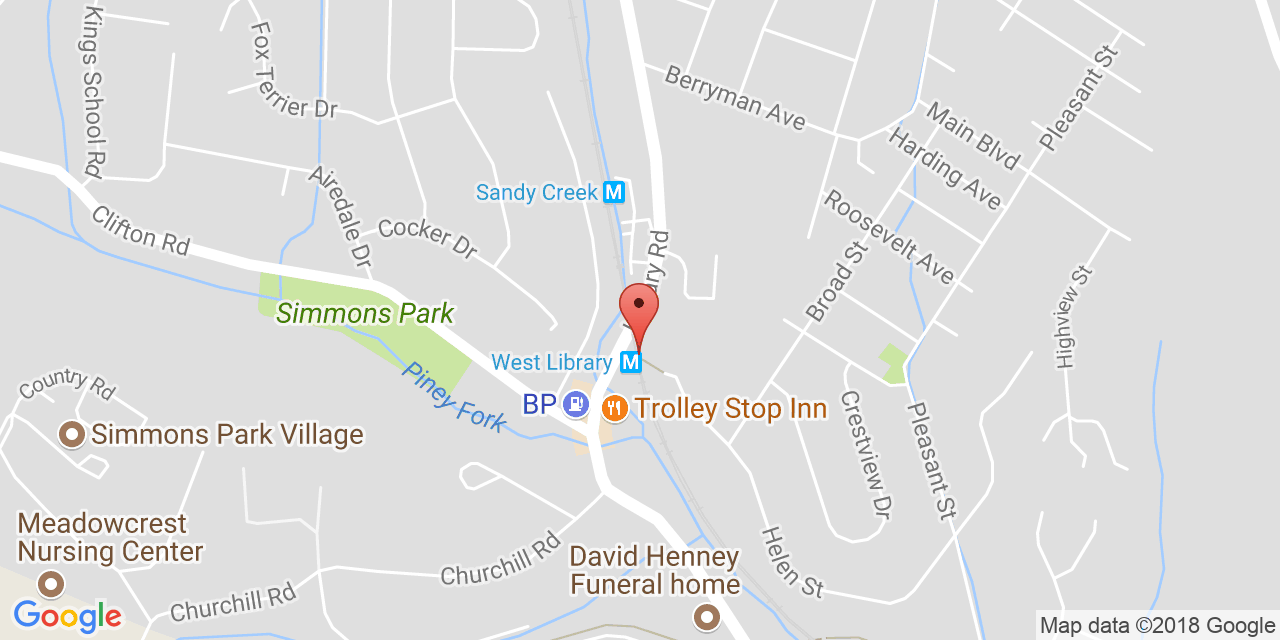 Kings School Rd
Fox Terrier Dr
Berryman Ave
Pleasant St
Main Blvd
Harding Ave
Airedale Dr
Sandy Creek M
Clifton Rd
Cocker Dr
Roosevelt Ave
ary Rd
Broad St
Highview St
Simmons Park
West Library M
Piney Fork
Country Rd
BP
Trolley Stop Inn
Simmons Park Village
Crestview Dr
Pleasant St
Meadowcrest
Nursing Center
Churchill Rd
David Henney
Funeral home
Helen St
Churchill Rd
Google
Map data ©2018 Google